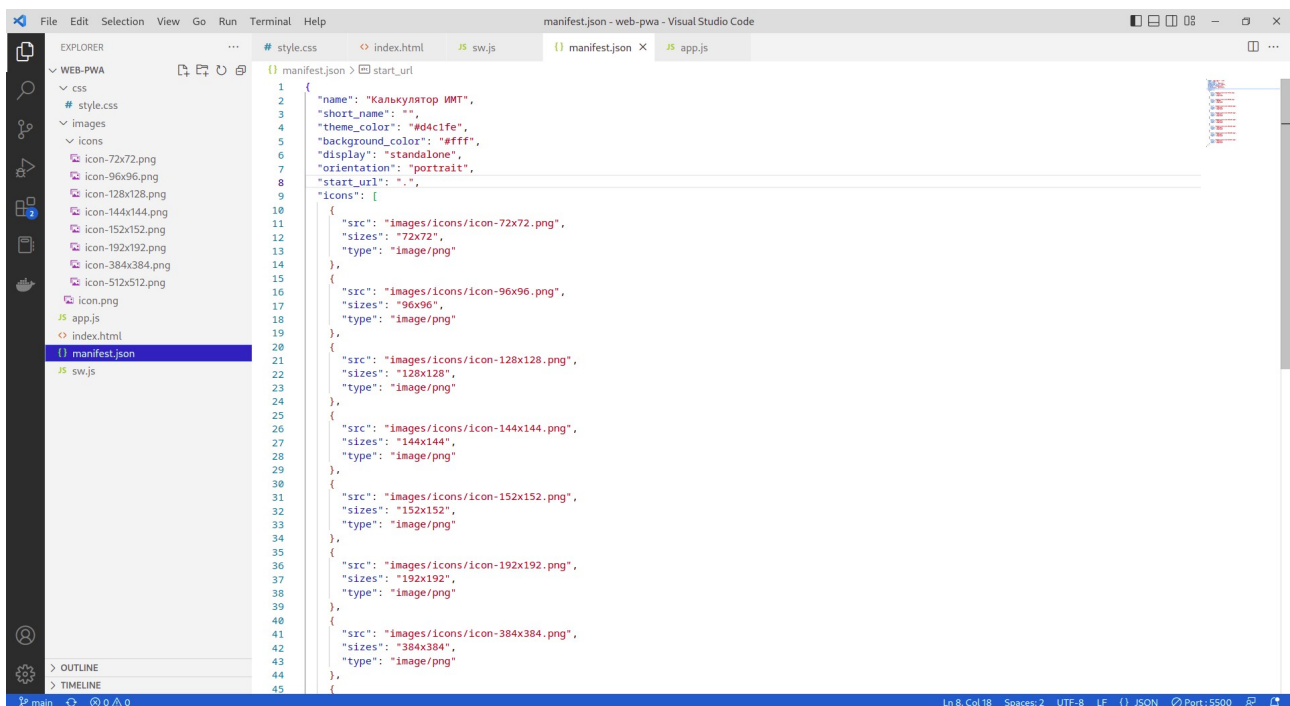 File Edit Selection View Go Run Terminal Help
manifest.json - web-pwa - Visual Studio Code
EXPLORER
# style.css
<> index.html
JS sw.js
{} manifest.json
JS app.js
WEB-PWA
{} manifest.json > start_url
css
# style.css
images
icons
icon-72x72.png
icon-96x96.png
icon-128x128.png
icon-144x144.png
icon-152x152.png
icon-192x192.png
icon-384x384.png
icon-512x512.png
icon.png
JS app.js
<> index.html
{} manifest.json
JS sw.js
2
OUTLINE
TIMELINE
1 {
2 "name": "Калькулятор ИМТ",
3 "short_name": "",
4 "theme_color": "#d4c1fe",
5 "background_color": "#fff",
6 "display": "standalone",
7 "orientation": "portrait",
8 "start_url": ".",
9 "icons": [
10 {
11 "src": "images/icons/icon-72x72.png",
12 "sizes": "72x72",
13 "type": "image/png"
14 },
15 {
16 "src": "images/icons/icon-96x96.png",
17 "sizes": "96x96",
18 "type": "image/png"
19 },
20 {
21 "src": "images/icons/icon-128x128.png",
22 "sizes": "128x128",
23 "type": "image/png"
24 },
25 {
26 "src": "images/icons/icon-144x144.png",
27 "sizes": "144x144",
28 "type": "image/png"
29 },
30 {
31 "src": "images/icons/icon-152x152.png",
32 "sizes": "152x152",
33 "type": "image/png"
34 },
35 {
36 "src": "images/icons/icon-192x192.png",
37 "sizes": "192x192",
38 "type": "image/png"
39 },
40 {
41 "src": "images/icons/icon-384x384.png",
42 "sizes": "384x384",
43 "type": "image/png"
44 },
45 {
main 0 0
Ln 8, Col 18 Spaces: 2 UTF-8 LF {} JSON Port : 5500